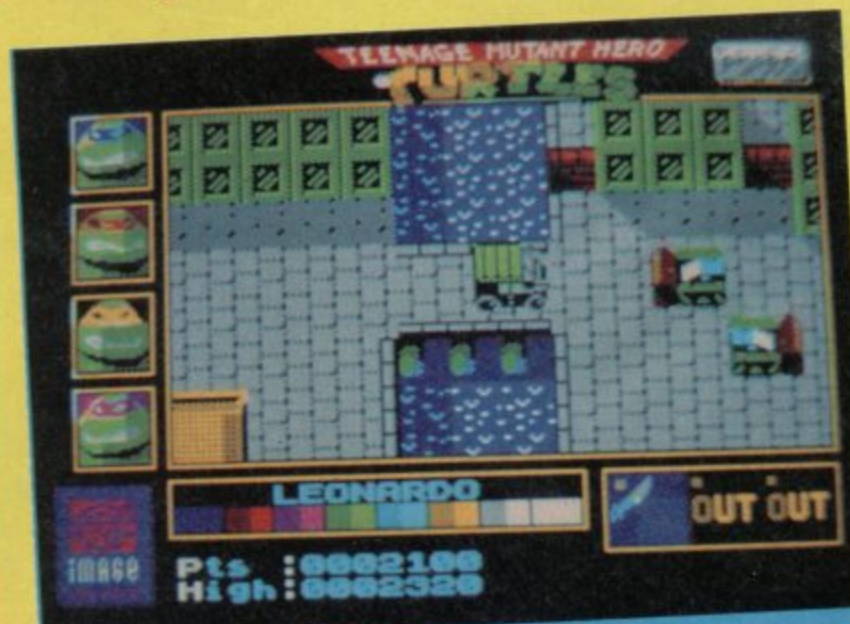 TEENAGE MUTANT HERO
TURTLES
LEONARDO
OUT OUT
image
Pts :0002100
High:0002320